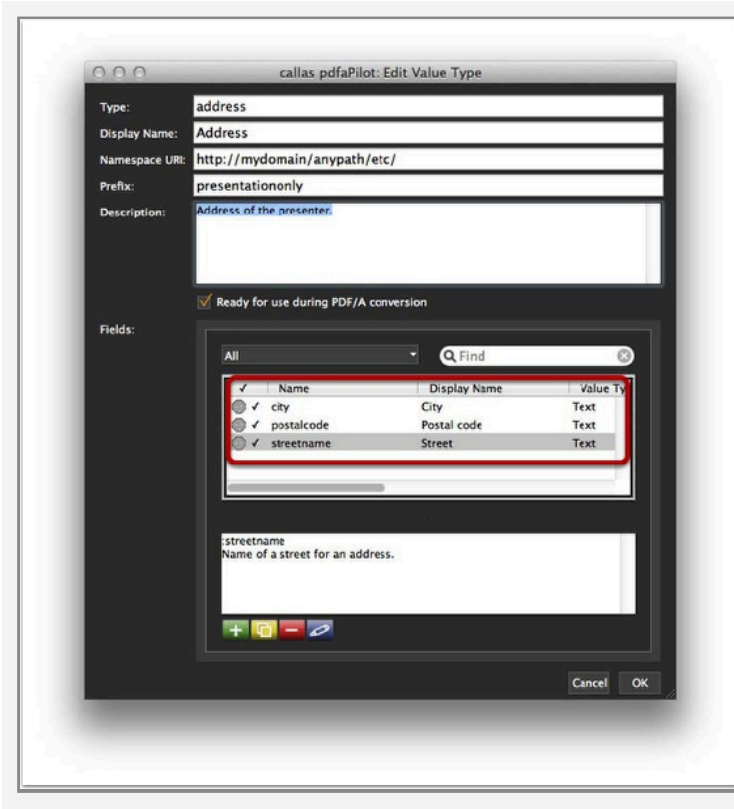 callas pdfaPilot: Edit Value Type
Type: address
Display Name: Address
Namespace URI: http://mydomain/anypath/etc/
Prefix: presentationonly
Description: Address of the presenter.
Ready for use during PDF/A conversion
Fields:
All Find
✓ Name Display Name Value Ty
✓ city City Text
✓ postalcode Postal code Text
✓ streetname Street Text
:streetname
Name of a street for an address.
Cancel OK